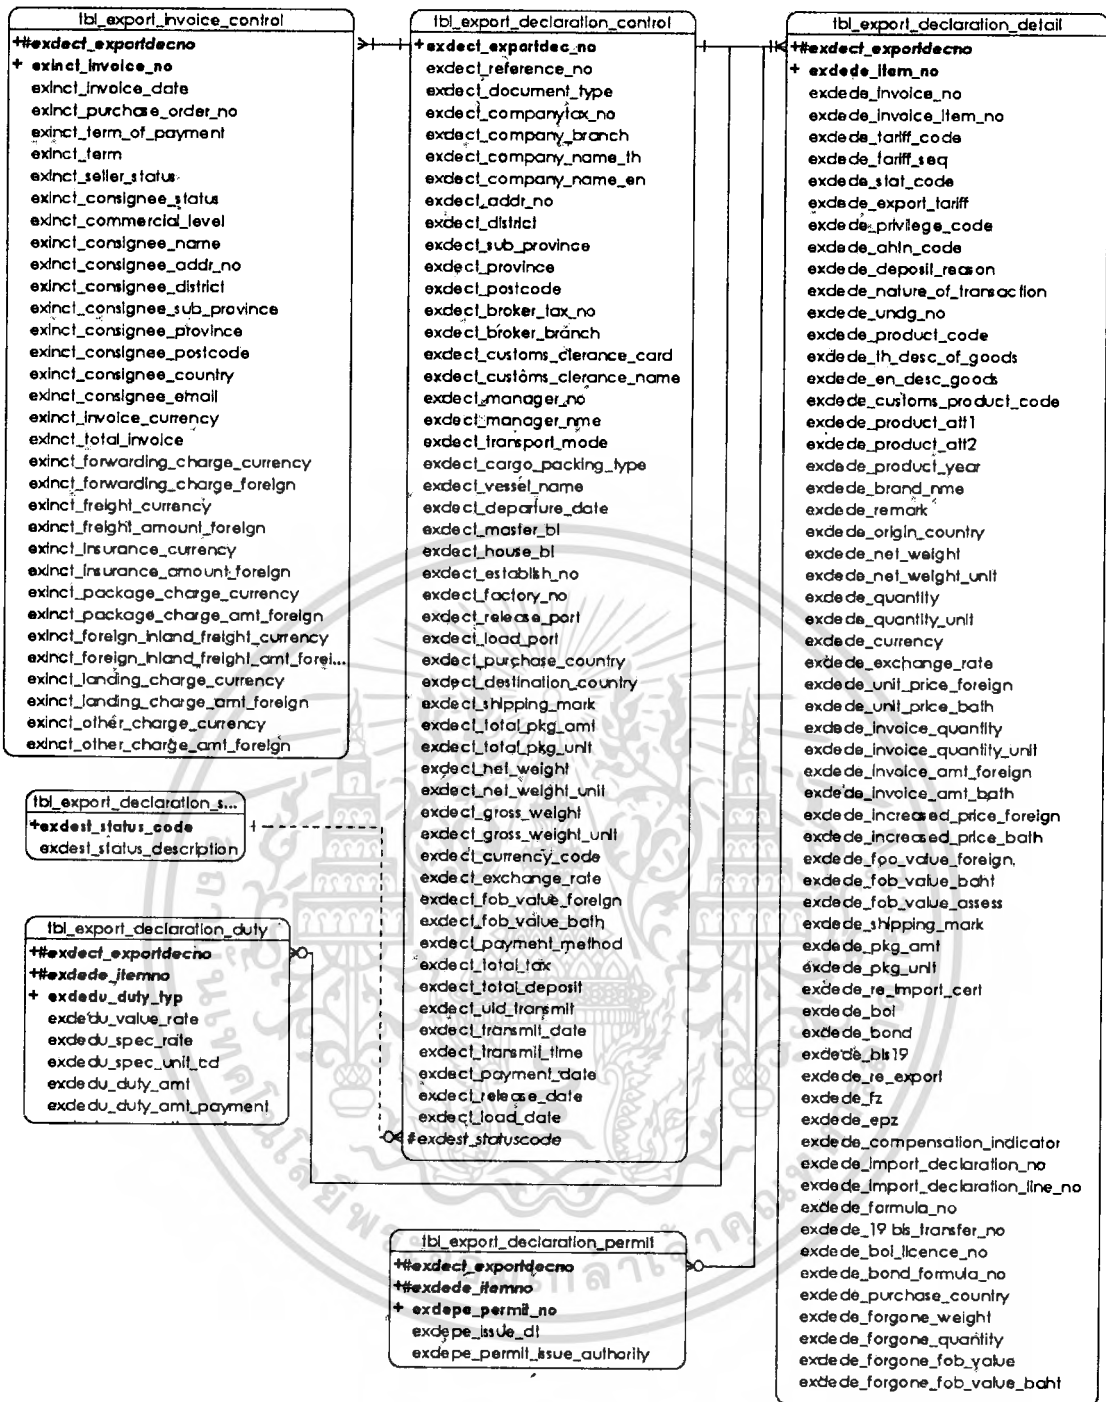 tbl_export_invoice_control
+#exdect_exportdecno
+ exinct_invoice_no
exinct_invoice_date
exinct_purchase_order_no
exinct_term_of_payment
exinct_term
exinct_seller_status
exinct_consignee_status
exinct_commercial_level
exinct_consignee_name
exinct_consignee_addr_no
exinct_consignee_district
exinct_consignee_sub_province
exinct_consignee_province
exinct_consignee_postcode
exinct_consignee_country
exinct_consignee_email
exinct_invoice_currency
exinct_total_invoice
exinct_forwarding_charge_currency
exinct_forwarding_charge_foreign
exinct_freight_currency
exinct_freight_amount_foreign
exinct_insurance_currency
exinct_insurance_amount_foreign
exinct_package_charge_currency
exinct_package_charge_amt_foreign
exinct_foreign_inland_freight_currency
exinct_foreign_inland_freight_amt_forei...
exinct_landing_charge_currency
exinct_landing_charge_amt_foreign
exinct_other_charge_currency
exinct_other_charge_amt_foreign
tbl_export_declaration_s...
+exdest_status_code
exdest_status_description
tbl_export_declaration_duty
+#exdect_exportdecno
+#exdede_itemno
+ exdedu_duty_typ
exdedu_value_rate
exdedu_spec_rate
exdedu_spec_unit_cd
exdedu_duty_amt
exdedu_duty_amt_payment
tbl_export_declaration_control
+exdect_exportdec_no
exdect_reference_no
exdect_document_type
exdect_companytax_no
exdect_company_branch
exdect_company_name_th
exdect_company_name_en
exdect_addr_no
exdect_district
exdect_sub_province
exdect_province
exdect_postcode
exdect_broker_tax_no
exdect_broker_branch
exdect_customs_clerance_card
exdect_customs_clerance_name
exdect_manager_no
exdect_manager_nme
exdect_transport_mode
exdect_cargo_packing_type
exdect_vessel_name
exdect_departure_date
exdect_master_bl
exdect_house_bl
exdect_establish_no
exdect_factory_no
exdect_release_port
exdect_load_port
exdect_purchase_country
exdect_destination_country
exdect_shipping_mark
exdect_total_pkg_amt
exdect_total_pkg_unit
exdect_net_weight
exdect_net_weight_unit
exdect_gross_weight
exdect_gross_weight_unit
exdect_currency_code
exdect_exchange_rate
exdect_fob_value_foreign
exdect_fob_value_bath
exdect_payment_method
exdect_total_tax
exdect_total_deposit
exdect_uid_transmit
exdect_transmit_date
exdect_transmit_time
exdect_payment_date
exdect_release_date
exdect_load_date
#exdest_statuscode
tbl_export_declaration_permit
+#exdect_exportdecno
+#exdede_itemno
+ exdepe_permit_no
exdepe_issue_dt
exdepe_permit_issue_authority
tbl_export_declaration_detail
+#exdect_exportdecno
+ exdede_item_no
exdede_invoice_no
exdede_invoice_item_no
exdede_tariff_code
exdede_tariff_seq
exdede_stat_code
exdede_export_tariff
exdede_privilege_code
exdede_ahtn_code
exdede_deposit_reason
exdede_nature_of_transaction
exdede_undg_no
exdede_product_code
exdede_th_desc_of_goods
exdede_en_desc_goods
exdede_customs_product_code
exdede_product_att1
exdede_product_att2
exdede_product_year
exdede_brand_nme
exdede_remark
exdede_origin_country
exdede_net_weight
exdede_net_weight_unit
exdede_quantity
exdede_quantity_unit
exdede_currency
exdede_exchange_rate
exdede_unit_price_foreign
exdede_unit_price_bath
exdede_invoice_quantity
exdede_invoice_quantity_unit
exdede_invoice_amt_foreign
exdede_invoice_amt_bath
exdede_increased_price_foreign
exdede_increased_price_bath
exdede_foo_value_foreign
exdede_fob_value_baht
exdede_fob_value_assess
exdede_shipping_mark
exdede_pkg_amt
exdede_pkg_unit
exdede_re_import_cert
exdede_boi
exdede_bond
exdede_bis19
exdede_re_export
exdede_fz
exdede_epz
exdede_compensation_indicator
exdede_import_declaration_no
exdede_import_declaration_line_no
exdede_formula_no
exdede_19 bis_transfer_no
exdede_boi_licence_no
exdede_bond_formula_no
exdede_purchase_country
exdede_forgone_weight
exdede_forgone_quantity
exdede_forgone_fob_value
exdede_forgone_fob_value_baht